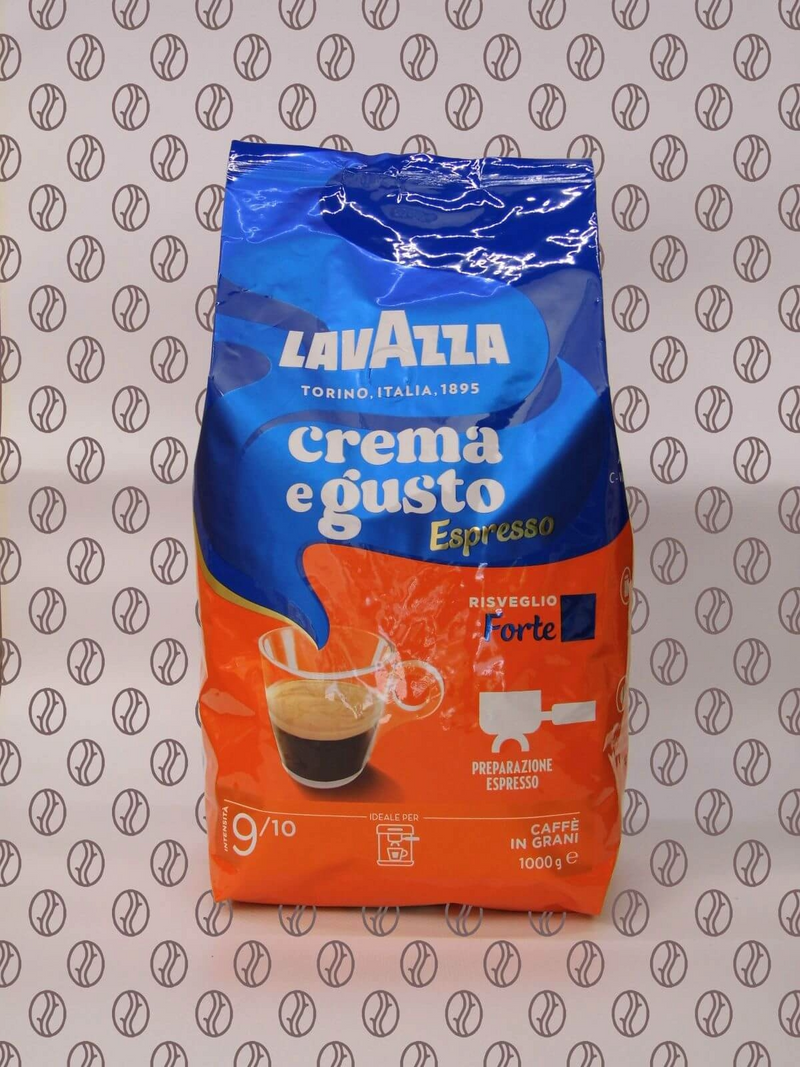 LAVAZZA
TORINO, ITALIA, 1895
crema
e gusto
Espresso
RISVEGLIO
Forte
PREPARAZIONE
ESPRESSO
INTENSITÀ
9/10
IDEALE PER
CAFFÈ
IN GRANI
1000 g ℮